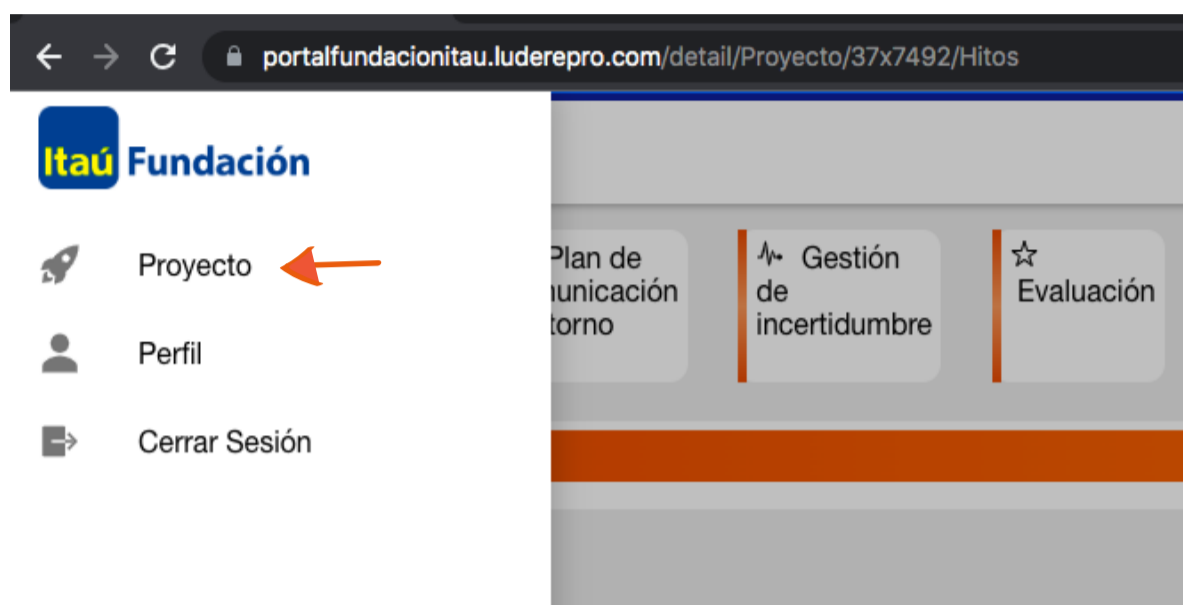 portalfundacionitau.luderepro.com/detail/Proyecto/37x7492/Hitos
Itaú Fundación
Proyecto
Perfil
Cerrar Sesión
Plan de
unicación
torno
Gestión
de
incertidumbre
Evaluación